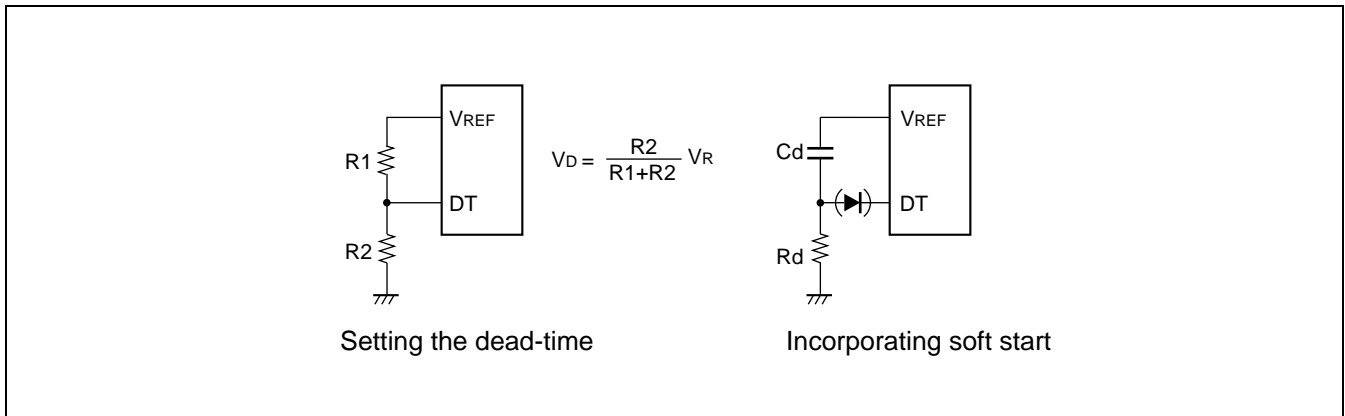 VREF
R1
VD = R2 / R1+R2 VR
DT
R2
Setting the dead-time
VREF
Cd
DT
Rd
Incorporating soft start